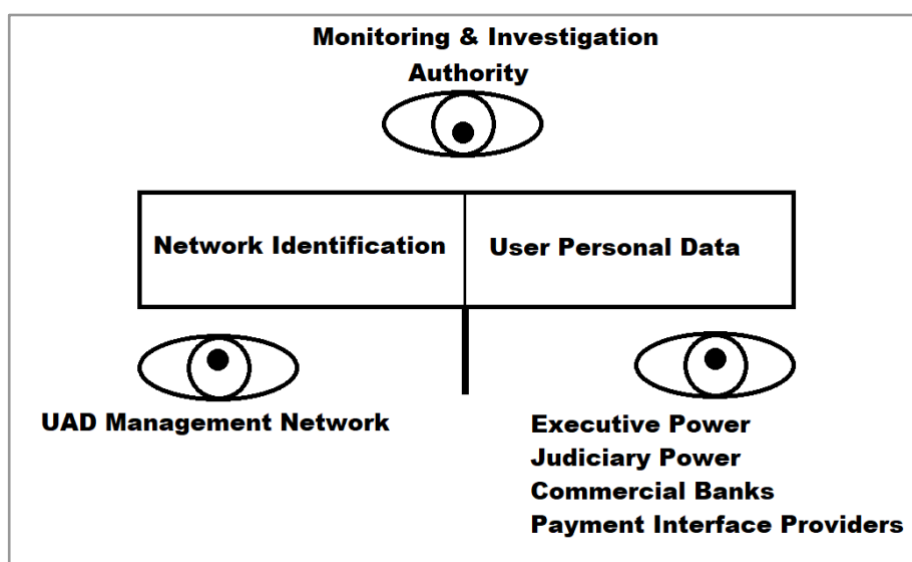 Monitoring & Investigation
Authority
Network Identification
User Personal Data
UAD Management Network
Executive Power
Judiciary Power
Commercial Banks
Payment Interface Providers